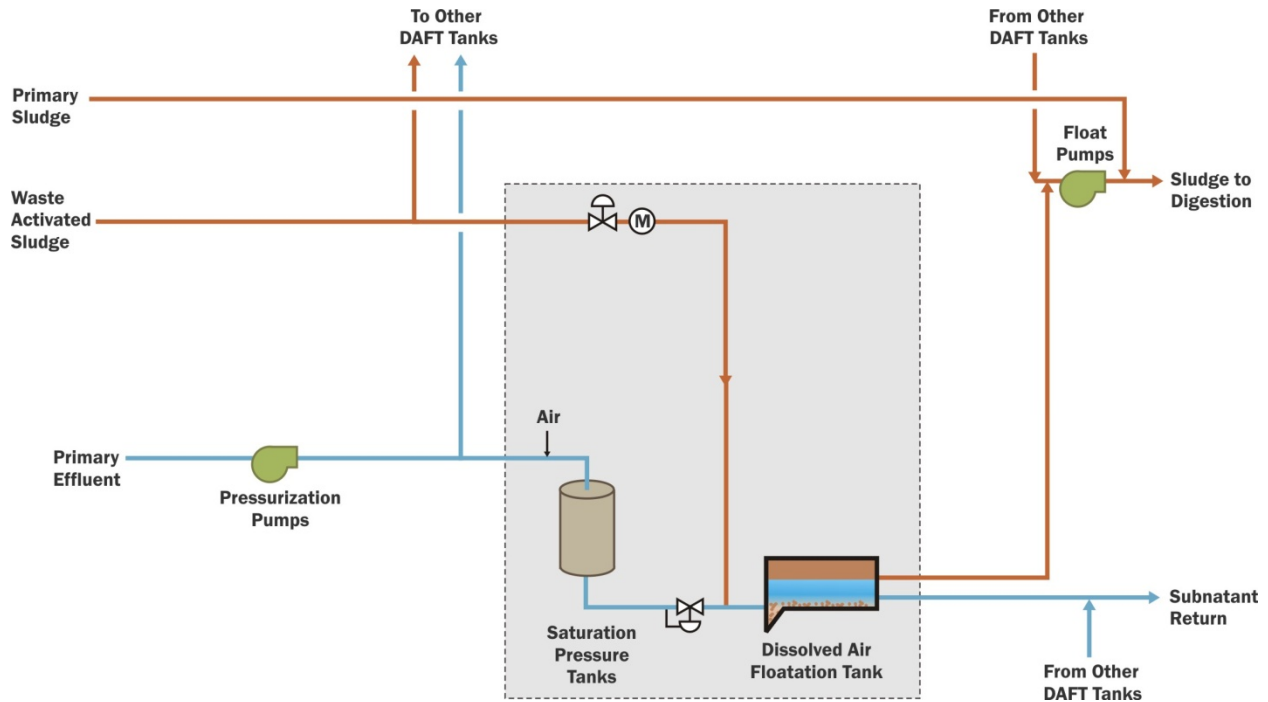 To Other
DAFT Tanks
From Other
DAFT Tanks
Primary
Sludge
Float
Pumps
Sludge to
Digestion
Waste
Activated
Sludge
M
Air
Primary
Effluent
Pressurization
Pumps
Saturation
Pressure
Tanks
Dissolved Air
Floatation Tank
Subnatant
Return
From Other
DAFT Tanks